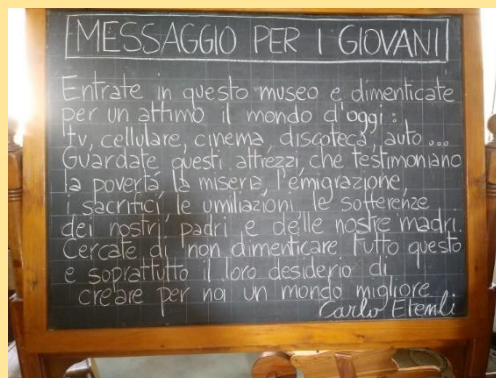 MESSAGGIO PER I GIOVANI
Entrate in questo museo e dimenticate
per un attimo il mondo d'oggi:
tv, cellulare, cinema, discoteca, auto...
Guardate questi attrezzi, che testimoniano
la povertà, la miseria, l'emigrazione,
i sacrifici, le umiliazioni, le sofferenze
dei nostri padri e delle nostre madri.
Cercate di non dimenticare tutto questo
e soprattutto il loro desiderio di
creare per noi un mondo migliore
Carlo